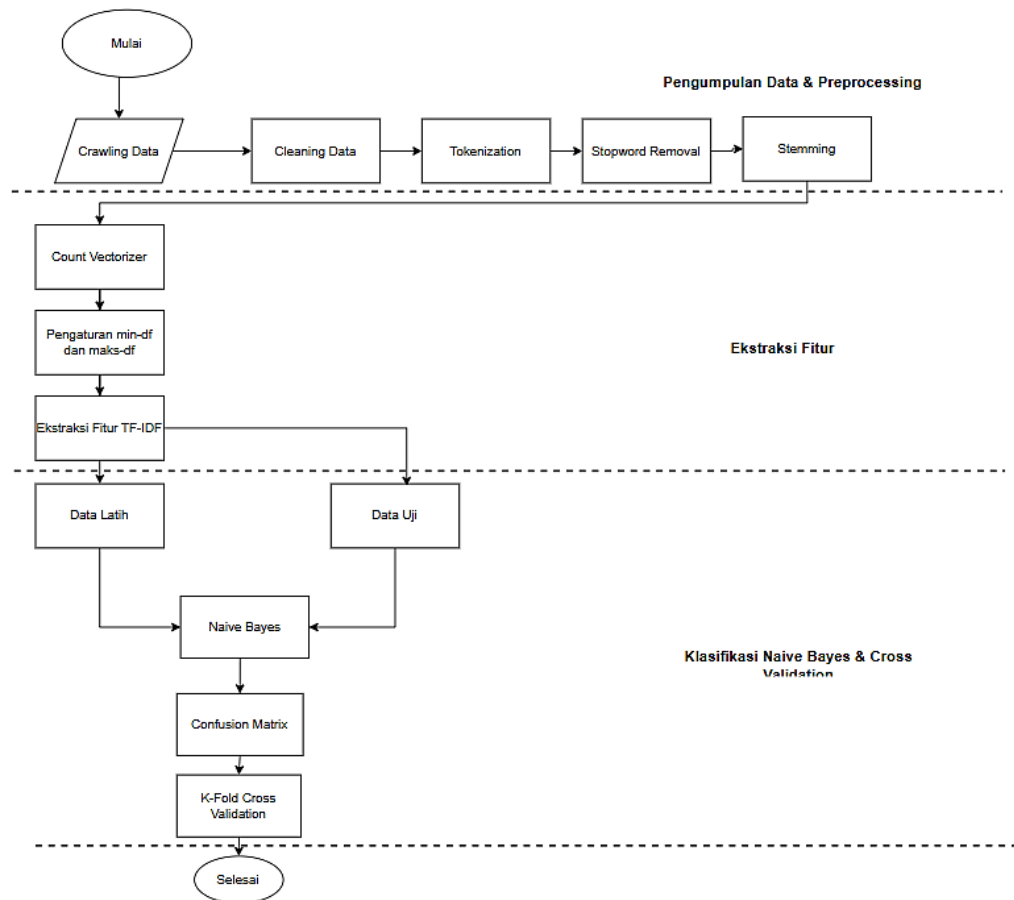 Mulai
Pengumpulan Data & Preprocessing
Crawling Data
Cleaning Data
Tokenization
Stopword Removal
Stemming
Count Vectorizer
Pengaturan min-df
dan maks-df
Ekstraksi Fitur
Ekstraksi Fitur TF-IDF
Data Latih
Data Uji
Naive Bayes
Klasifikasi Naive Bayes & Cross
Validation
Confusion Matrix
K-Fold Cross
Validation
Selesai